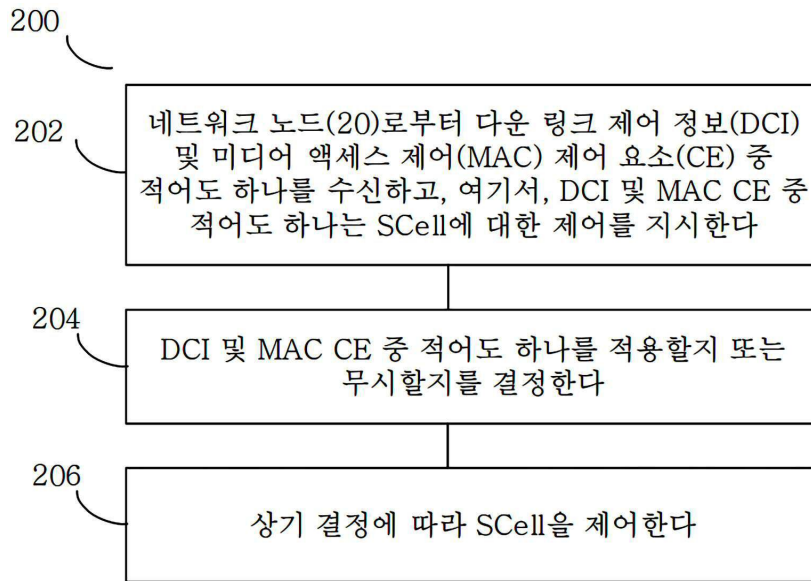 200
202
네트워크 노드(20)로부터 다운 링크 제어 정보(DCI)
및 미디어 액세스 제어(MAC) 제어 요소(CE) 중
적어도 하나를 수신하고, 여기서, DCI 및 MAC CE 중
적어도 하나는 SCell에 대한 제어를 지시한다
204
DCI 및 MAC CE 중 적어도 하나를 적용할지 또는
무시할지를 결정한다
206
상기 결정에 따라 SCell을 제어한다